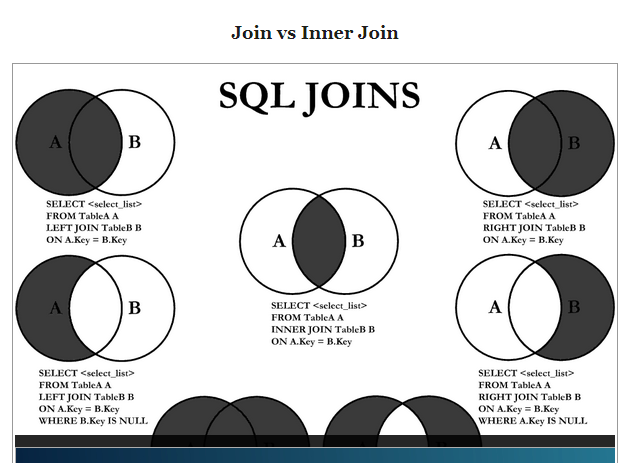 Join vs Inner Join
SQL JOINS
A B
SELECT <select_list>
FROM TableA A
LEFT JOIN TableB B
ON A.Key = B.Key
A B
SELECT <select_list>
FROM TableA A
RIGHT JOIN TableB B
ON A.Key = B.Key
A B
SELECT <select_list>
FROM TableA A
INNER JOIN TableB B
ON A.Key = B.Key
A B
SELECT <select_list>
FROM TableA A
LEFT JOIN TableB B
ON A.Key = B.Key
WHERE B.Key IS NULL
A B
SELECT <select_list>
FROM TableA A
RIGHT JOIN TableB B
ON A.Key = B.Key
WHERE A.Key IS NULL